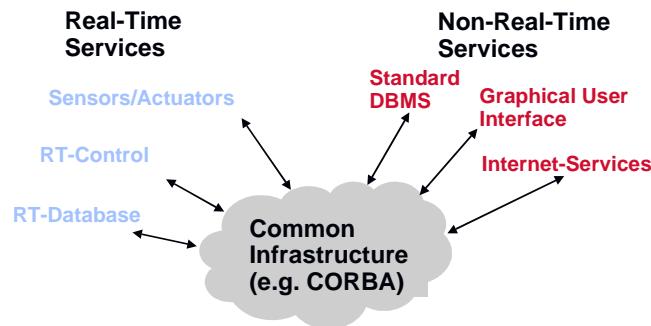 Real-Time
Services
Non-Real-Time
Services
Sensors/Actuators
RT-Control
RT-Database
Standard
DBMS
Graphical User
Interface
Internet-Services
Common
Infrastructure
(e.g. CORBA)